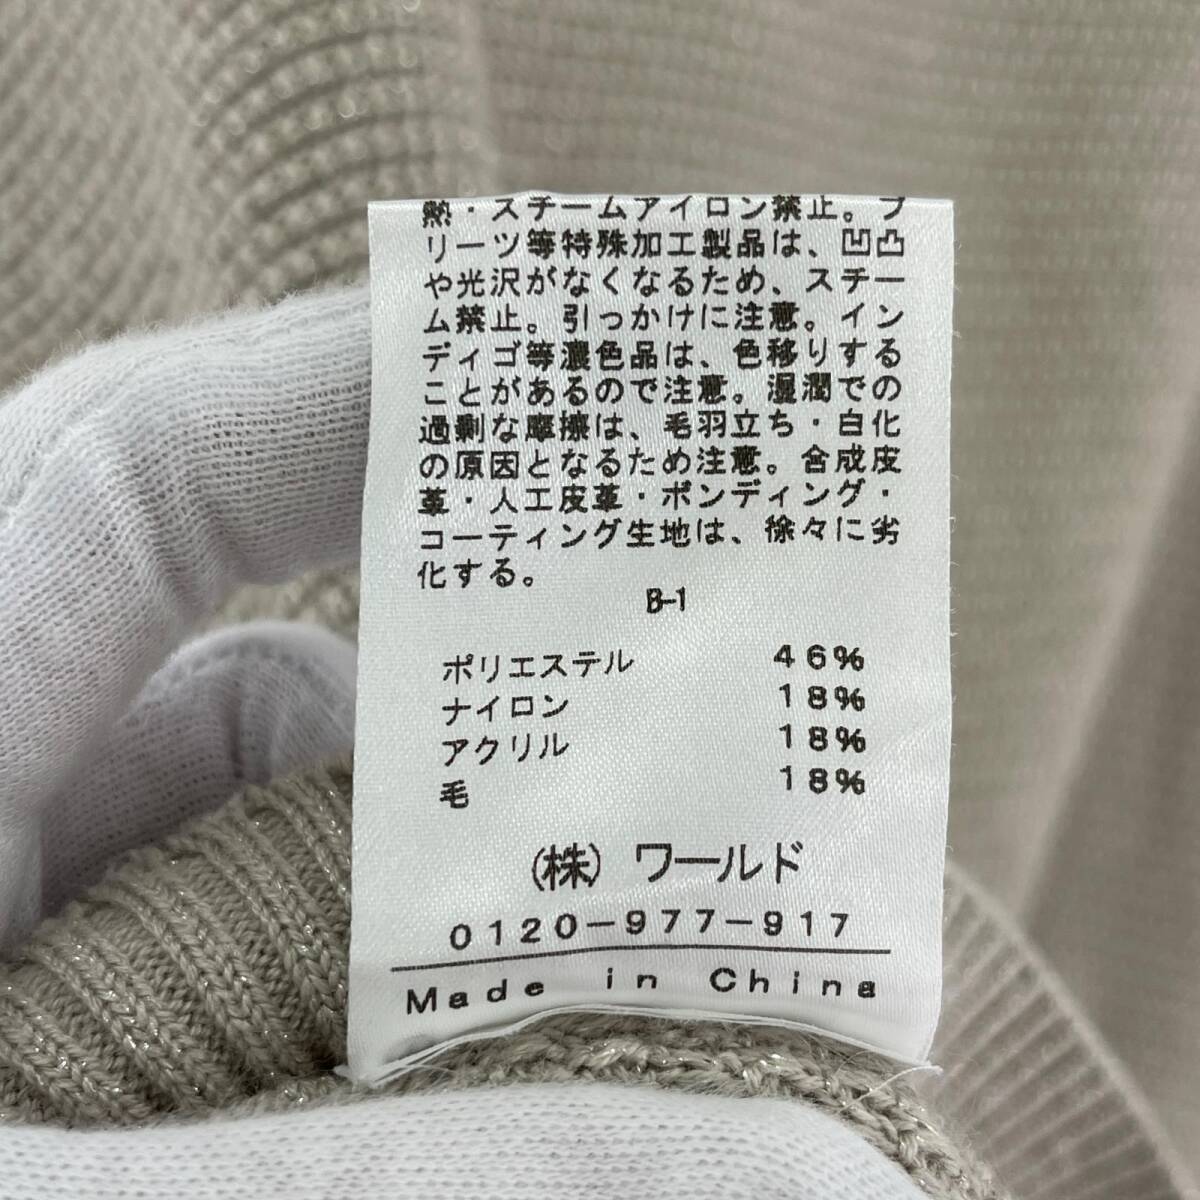 熱・スチームアイロン禁止。プ
リーツ等特殊加工製品は、凹凸
や光沢がなくなるため、スチー
ム禁止。引っかけに注意。イン
ディゴ等濃色品は、色移りする
ことがあるので注意。湿潤での
過剰な摩擦は、毛羽立ち・白化
の原因となるため注意。合成皮
革・人工皮革・ボンディング・
コーティング生地は、徐々に劣
化する。
B-1
ポリエステル 46%
ナイロン 18%
アクリル 18%
毛 18%
(株) ワールド
0120-977-917
Made in China